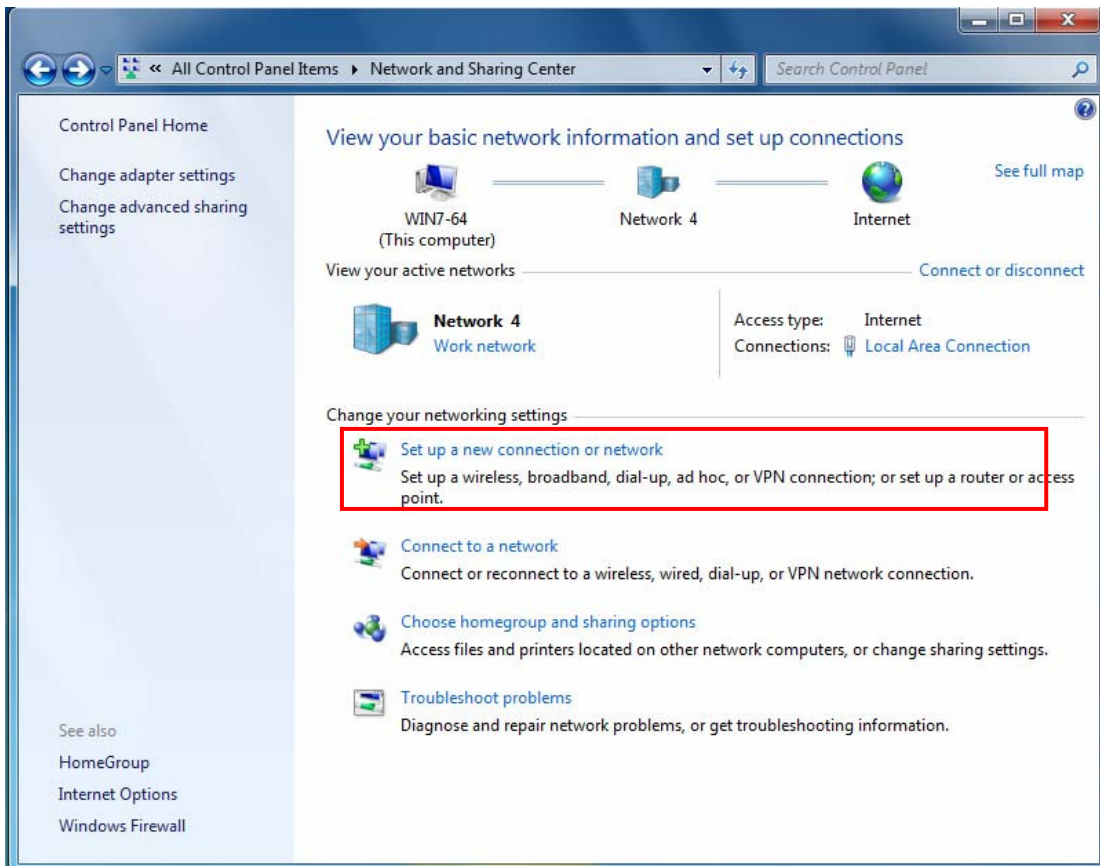 « All Control Panel Items ▸ Network and Sharing Center
Search Control Panel
Control Panel Home
Change adapter settings
Change advanced sharing
settings
See also
HomeGroup
Internet Options
Windows Firewall
View your basic network information and set up connections
See full map
WIN7-64
(This computer)
Network 4
Internet
View your active networks
Connect or disconnect
Network 4
Work network
Access type: Internet
Connections: Local Area Connection
Change your networking settings
Set up a new connection or network
Set up a wireless, broadband, dial-up, ad hoc, or VPN connection; or set up a router or access
point.
Connect to a network
Connect or reconnect to a wireless, wired, dial-up, or VPN network connection.
Choose homegroup and sharing options
Access files and printers located on other network computers, or change sharing settings.
Troubleshoot problems
Diagnose and repair network problems, or get troubleshooting information.